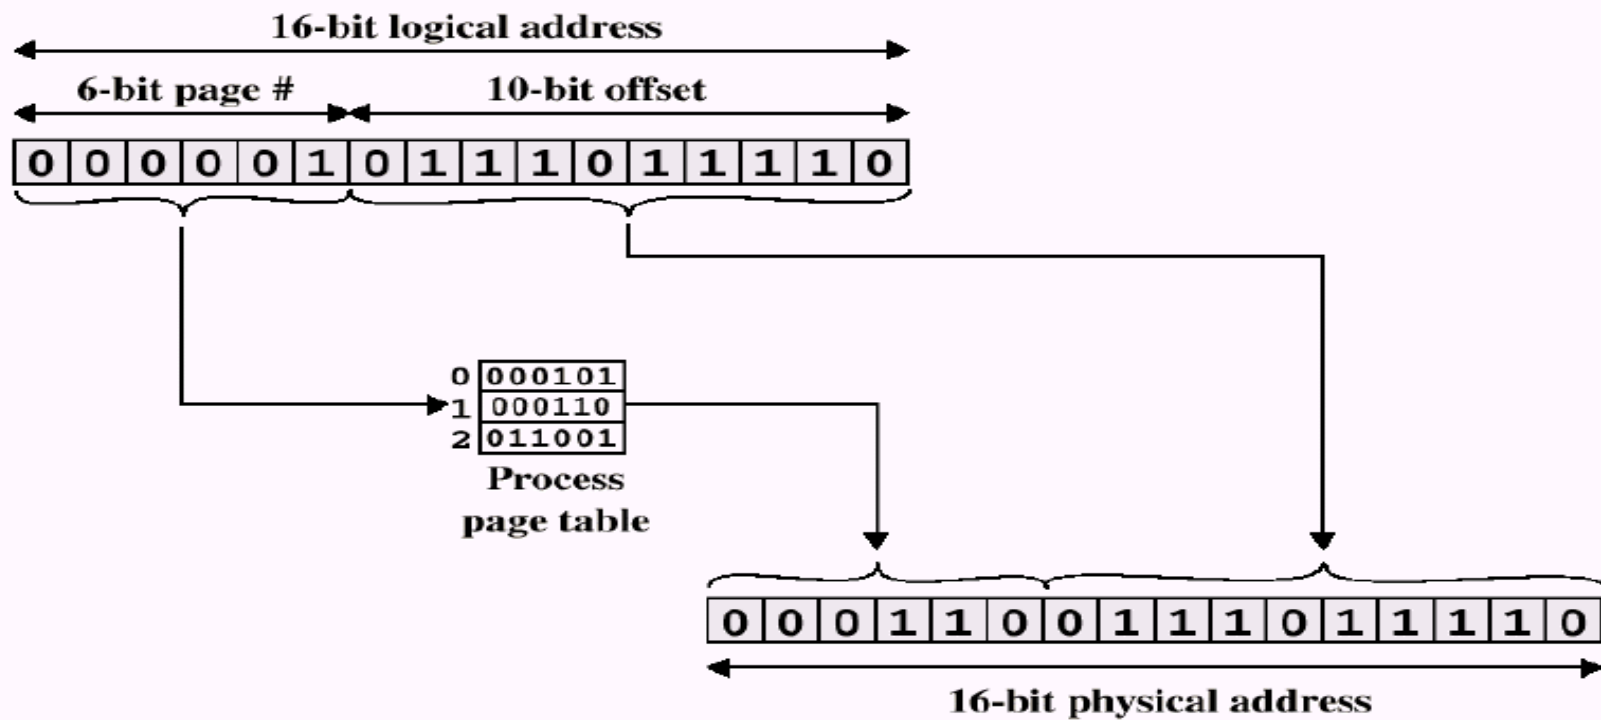 16-bit logical address
6-bit page # 10-bit offset
0 0 0 0 0 1 0 1 1 1 0 1 1 1 1 0
0 000101
1 000110
2 011001
Process
page table
0 0 0 1 1 0 0 1 1 1 0 1 1 1 1 0
16-bit physical address